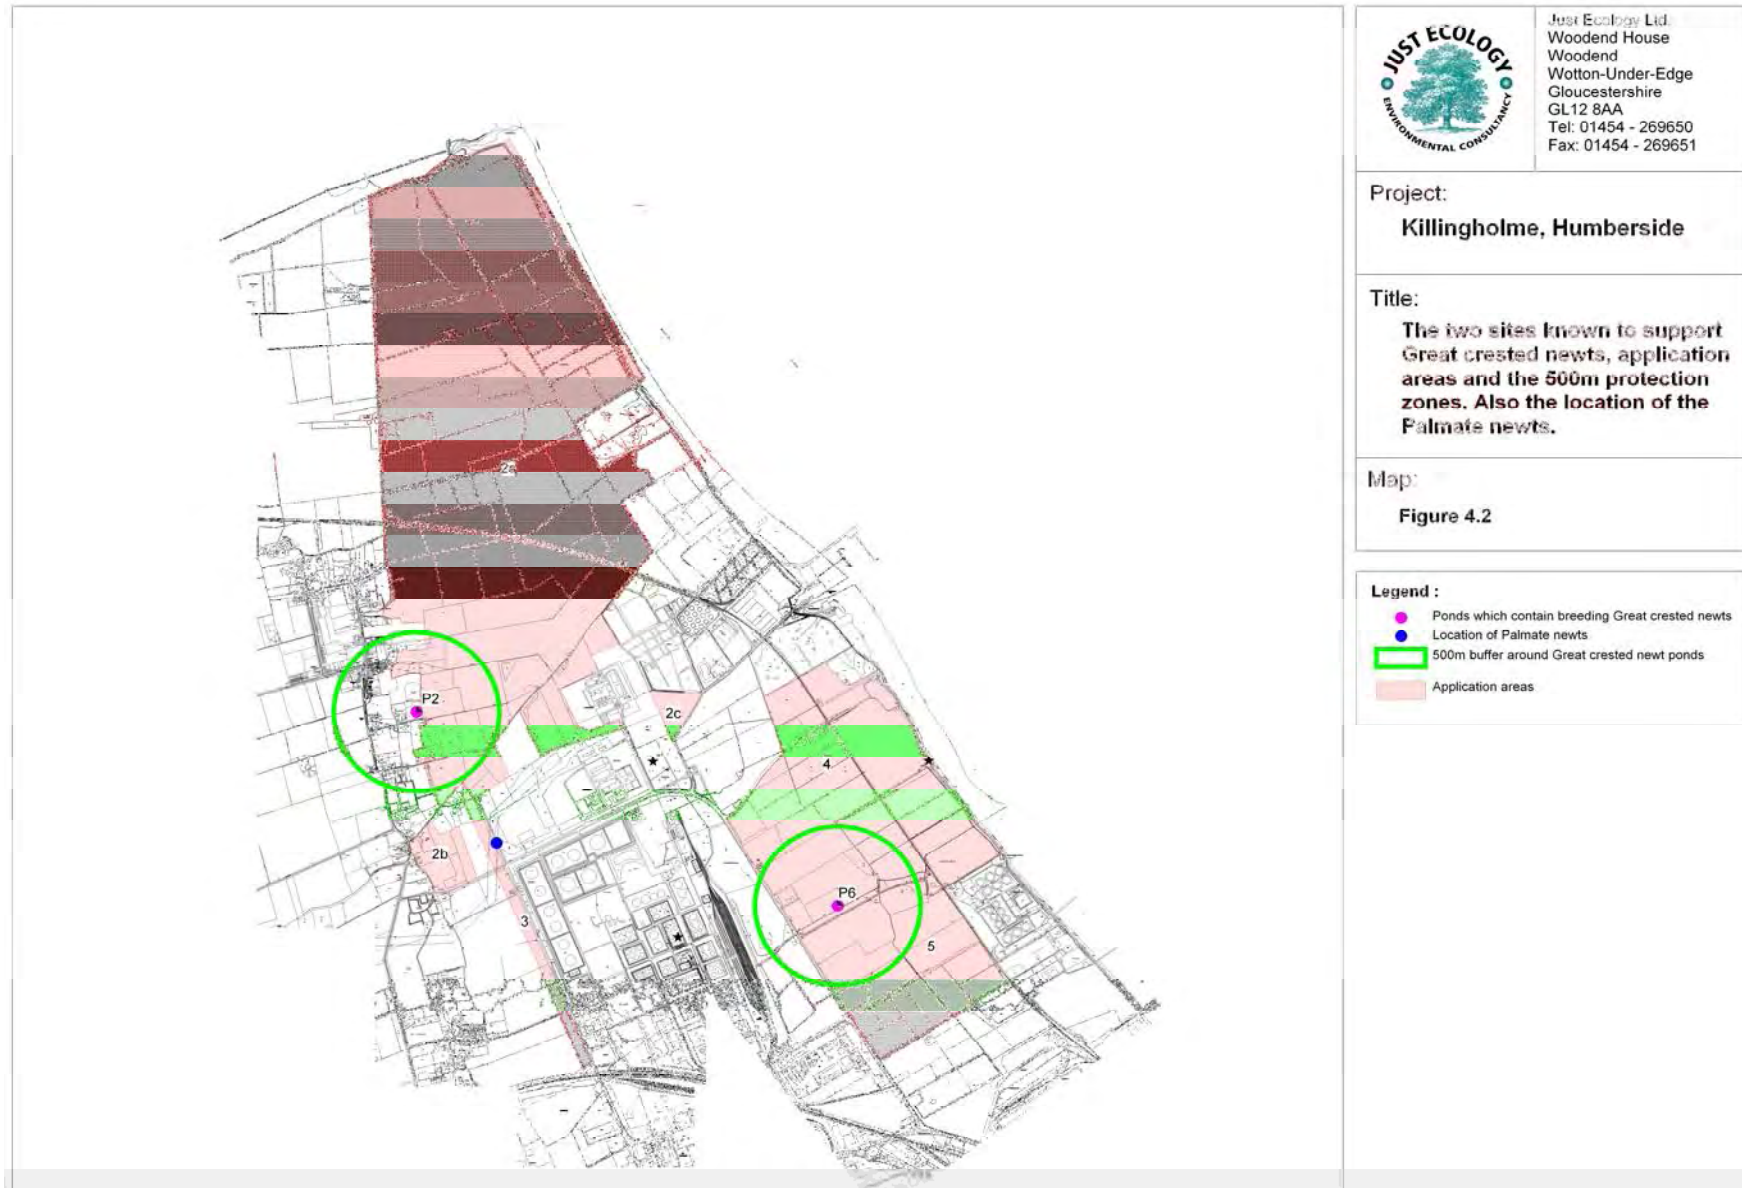 JUST ECOLOGY
ENVIRONMENTAL CONSULTANCY
Just Ecology Ltd.
Woodend House
Woodend
Wotton-Under-Edge
Gloucestershire
GL12 8AA
Tel: 01454 - 269650
Fax: 01454 - 269651
Project:
Killingholme, Humberside
Title:
The two sites known to support
Great crested newts, application
areas and the 500m protection
zones. Also the location of the
Palmate newts.
Map:
Figure 4.2
Legend :
Ponds which contain breeding Great crested newts
Location of Palmate newts
500m buffer around Great crested newt ponds
Application areas
2a
P2
2c
4
2b
P6
3
5